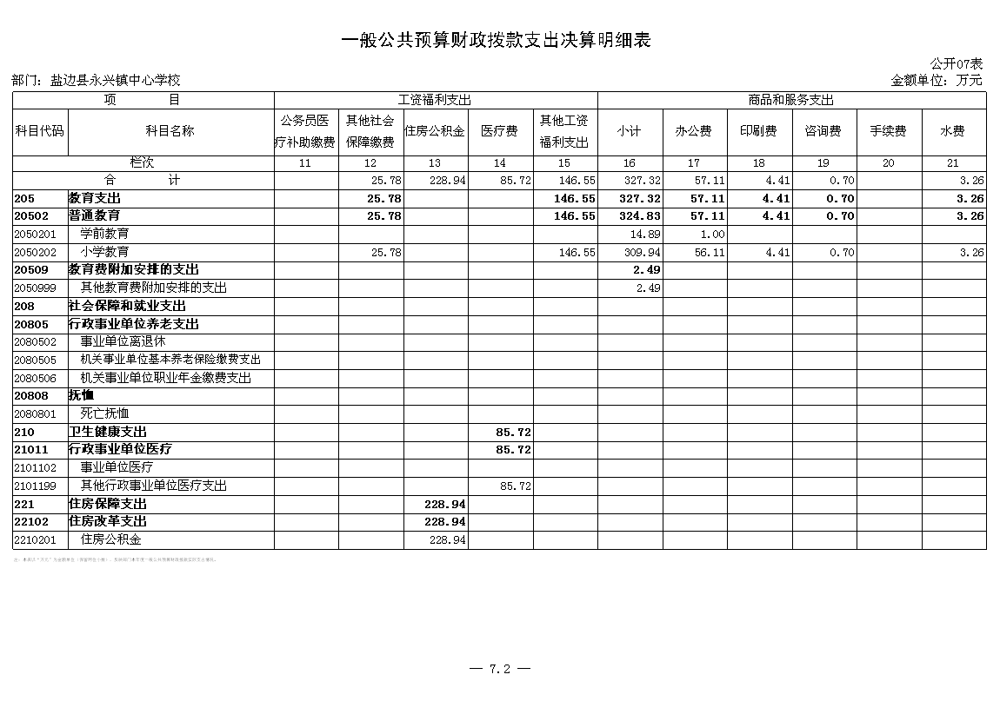 一般公共预算财政拨款支出决算明细表
公开07表
部门：盐边县永兴镇中心学校 金额单位：万元
项 目 工资福利支出 商品和服务支出
科目代码 科目名称 公务员医疗补助缴费 其他社会保障缴费 住房公积金 医疗费 其他工资福利支出 小计 办公费 印刷费 咨询费 手续费 水费
栏次 11 12 13 14 15 16 17 18 19 20 21
合 计 25.78 228.94 85.72 146.55 327.32 57.11 4.41 0.70 3.26
205 教育支出 25.78 146.55 327.32 57.11 4.41 0.70 3.26
20502 普通教育 25.78 146.55 324.83 57.11 4.41 0.70 3.26
2050201 学前教育 14.89 1.00
2050202 小学教育 25.78 146.55 309.94 56.11 4.41 0.70 3.26
20509 教育费附加安排的支出 2.49
2050999 其他教育费附加安排的支出 2.49
208 社会保障和就业支出
20805 行政事业单位养老支出
2080502 事业单位离退休
2080505 机关事业单位基本养老保险缴费支出
2080506 机关事业单位职业年金缴费支出
20808 抚恤
2080801 死亡抚恤
210 卫生健康支出 85.72
21011 行政事业单位医疗 85.72
2101102 事业单位医疗
2101199 其他行政事业单位医疗支出 85.72
221 住房保障支出 228.94
22102 住房改革支出 228.94
2210201 住房公积金 228.94
— 7.2 —